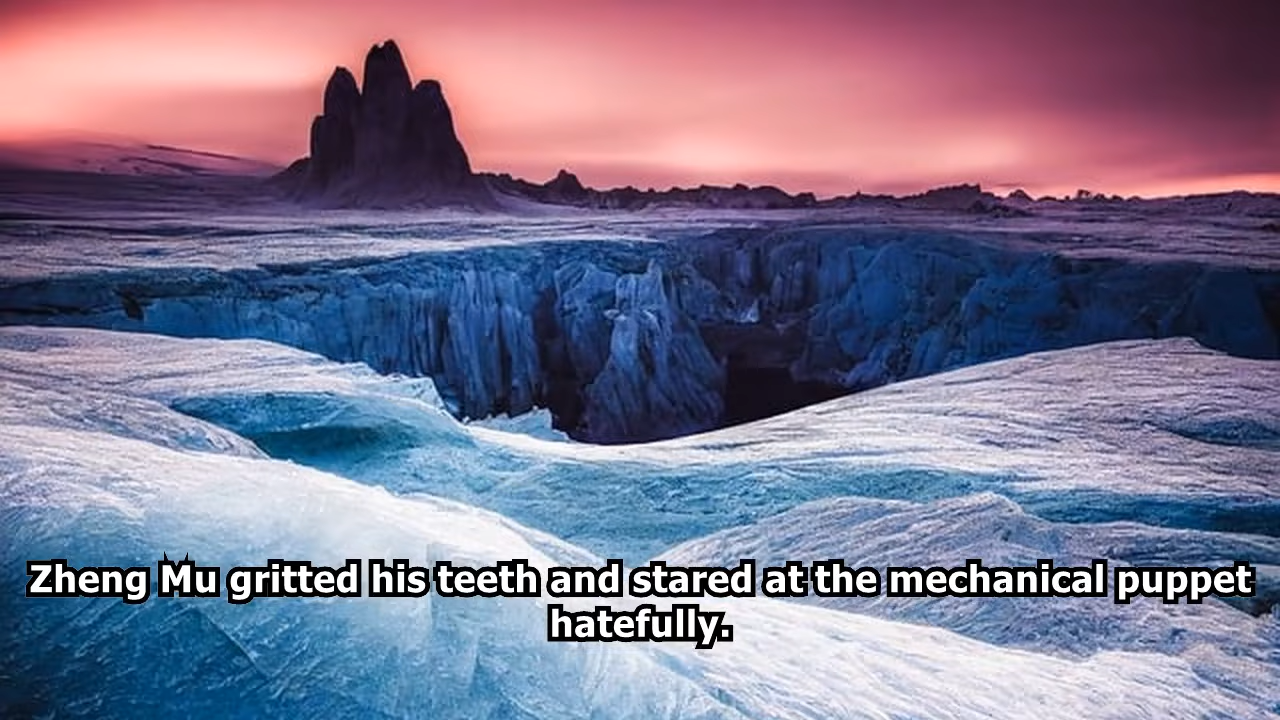 Zheng Mu gritted his teeth and stared at the mechanical puppet
hatefully.